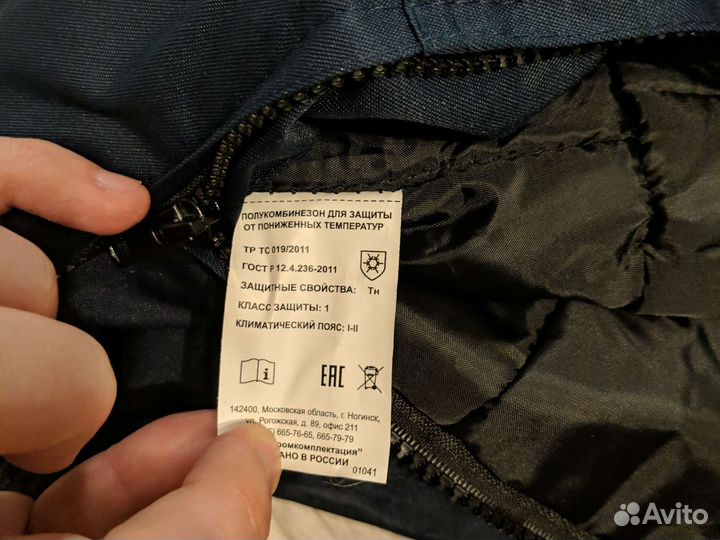 ПОЛУКОМБИНЕЗОН ДЛЯ ЗАЩИТЫ
ОТ ПОНИЖЕННЫХ ТЕМПЕРАТУР
ТР ТС 019/2011
ГОСТ Р 12.4.236-2011
ЗАЩИТНЫЕ СВОЙСТВА: Тн
КЛАСС ЗАЩИТЫ: 1
КЛИМАТИЧЕСКИЙ ПОЯС: I-II
i
EAC
142400, Московская область, г. Ногинск,
ул. Рогожская, д. 89, офис 211
5) 665-76-65, 665-79-79
ромкомплектация"
АНО В РОССИИ
01041
Avito